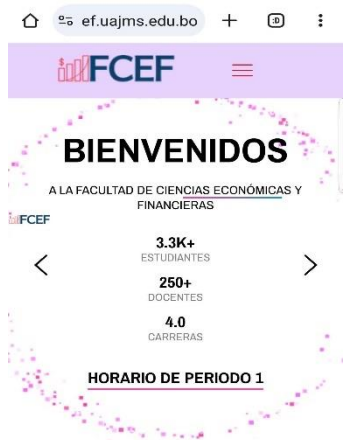 ef.uajms.edu.bo
:D
FCEF
BIENVENIDOS
A LA FACULTAD DE CIENCIAS ECONÓMICAS Y
FINANCIERAS
FCEF
3.3K+
ESTUDIANTES
250+
DOCENTES
4.0
CARRERAS
HORARIO DE PERIODO 1